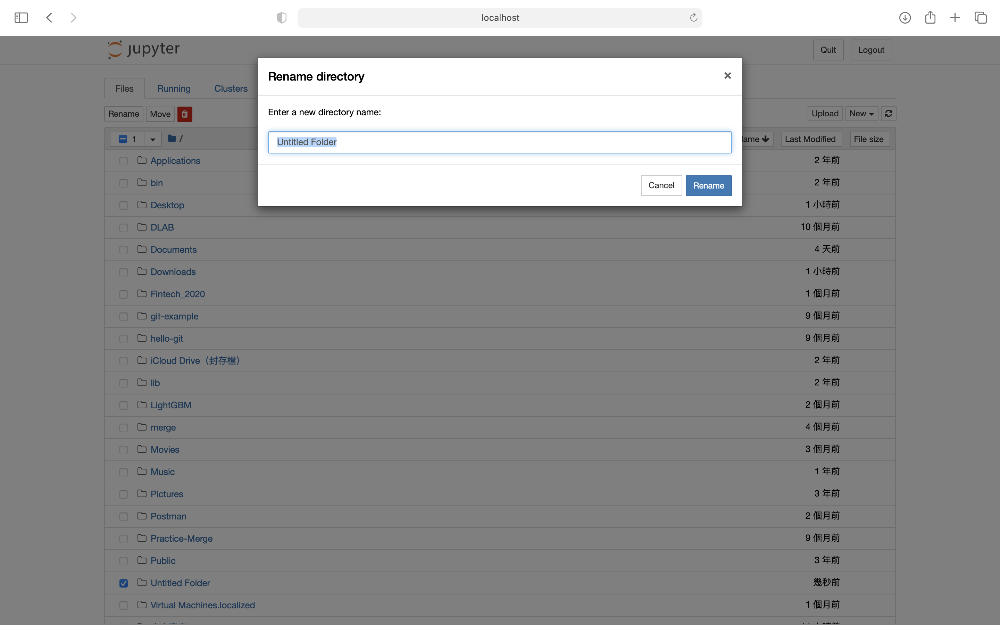 localhost
jupyter
Quit
Logout
Rename directory
×
Files
Running
Clusters
Enter a new directory name:
Rename
Move
Upload
New
1
/
Untitled Folder
Last Modified
File size
Cancel
Rename
Applications 2 年前
bin 2 年前
Desktop 1 小時前
DLAB 10 個月前
Documents 4 天前
Downloads 1 小時前
Fintech_2020 1 個月前
git-example 9 個月前
hello-git 9 個月前
iCloud Drive（封存檔） 2 年前
lib 2 年前
LightGBM 2 個月前
merge 4 個月前
Movies 3 個月前
Music 1 年前
Pictures 3 年前
Postman 2 個月前
Practice-Merge 9 個月前
Public 3 年前
Untitled Folder 幾秒前
Virtual Machines.localized 1 個月前